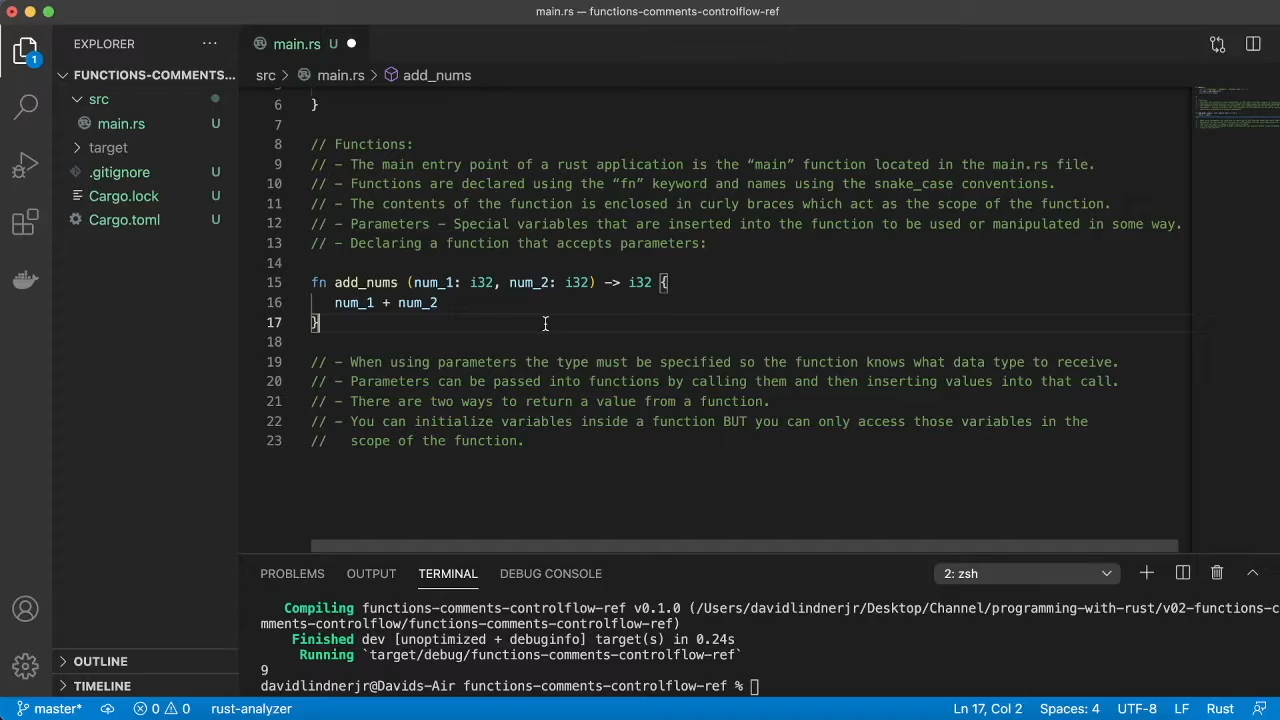 main.rs — functions-comments-controlflow-ref
EXPLORER
···
main.rs U
1
FUNCTIONS-COMMENTS...
src > main.rs > add_nums
src
main.rs U
target
.gitignore U
Cargo.lock U
Cargo.toml U
6 }
7
8 // Functions:
9 // – The main entry point of a rust application is the “main” function located in the main.rs file.
10 // – Functions are declared using the “fn” keyword and names using the snake_case conventions.
11 // – The contents of the function is enclosed in curly braces which act as the scope of the function.
12 // – Parameters – Special variables that are inserted into the function to be used or manipulated in some way.
13 // – Declaring a function that accepts parameters:
14
15 fn add_nums (num_1: i32, num_2: i32) -> i32 {
16 num_1 + num_2
17 }
18
19 // – When using parameters the type must be specified so the function knows what data type to receive.
20 // – Parameters can be passed into functions by calling them and then inserting values into that call.
21 // – There are two ways to return a value from a function.
22 // – You can initialize variables inside a function BUT you can only access those variables in the
23 // scope of the function.
PROBLEMS OUTPUT TERMINAL DEBUG CONSOLE 2: zsh
Compiling functions-comments-controlflow-ref v0.1.0 (/Users/davidlindnerjr/Desktop/Channel/programming-with-rust/v02-functions-c
mments-controlflow/functions-comments-controlflow-ref)
Finished dev [unoptimized + debuginfo] target(s) in 0.24s
Running `target/debug/functions-comments-controlflow-ref`
9
davidlindnerjr@Davids-Air functions-comments-controlflow-ref %
OUTLINE
TIMELINE
master* 0 0 rust-analyzer Ln 17, Col 2 Spaces: 4 UTF-8 LF Rust